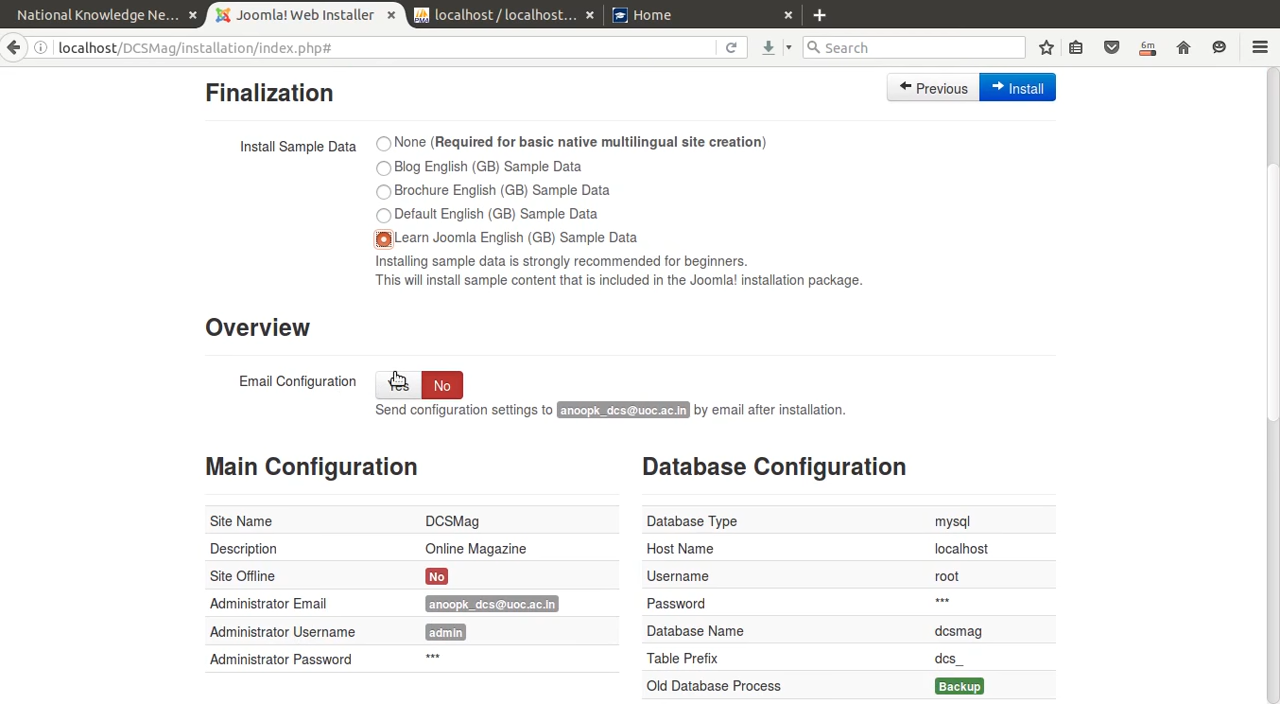 National Knowledge Ne...
Joomla! Web Installer
localhost / localhost...
Home
localhost/DCSMag/installation/index.php#
Search
6m
Finalization
Previous
Install
Install Sample Data
None (Required for basic native multilingual site creation)
Blog English (GB) Sample Data
Brochure English (GB) Sample Data
Default English (GB) Sample Data
Learn Joomla English (GB) Sample Data
Installing sample data is strongly recommended for beginners.
This will install sample content that is included in the Joomla! installation package.
Overview
Email Configuration
Yes
No
Send configuration settings to anoopk_dcs@uoc.ac.in by email after installation.
Main Configuration
Site Name DCSMag
Description Online Magazine
Site Offline No
Administrator Email anoopk_dcs@uoc.ac.in
Administrator Username admin
Administrator Password ***
Database Configuration
Database Type mysql
Host Name localhost
Username root
Password ***
Database Name dcsmag
Table Prefix dcs_
Old Database Process Backup